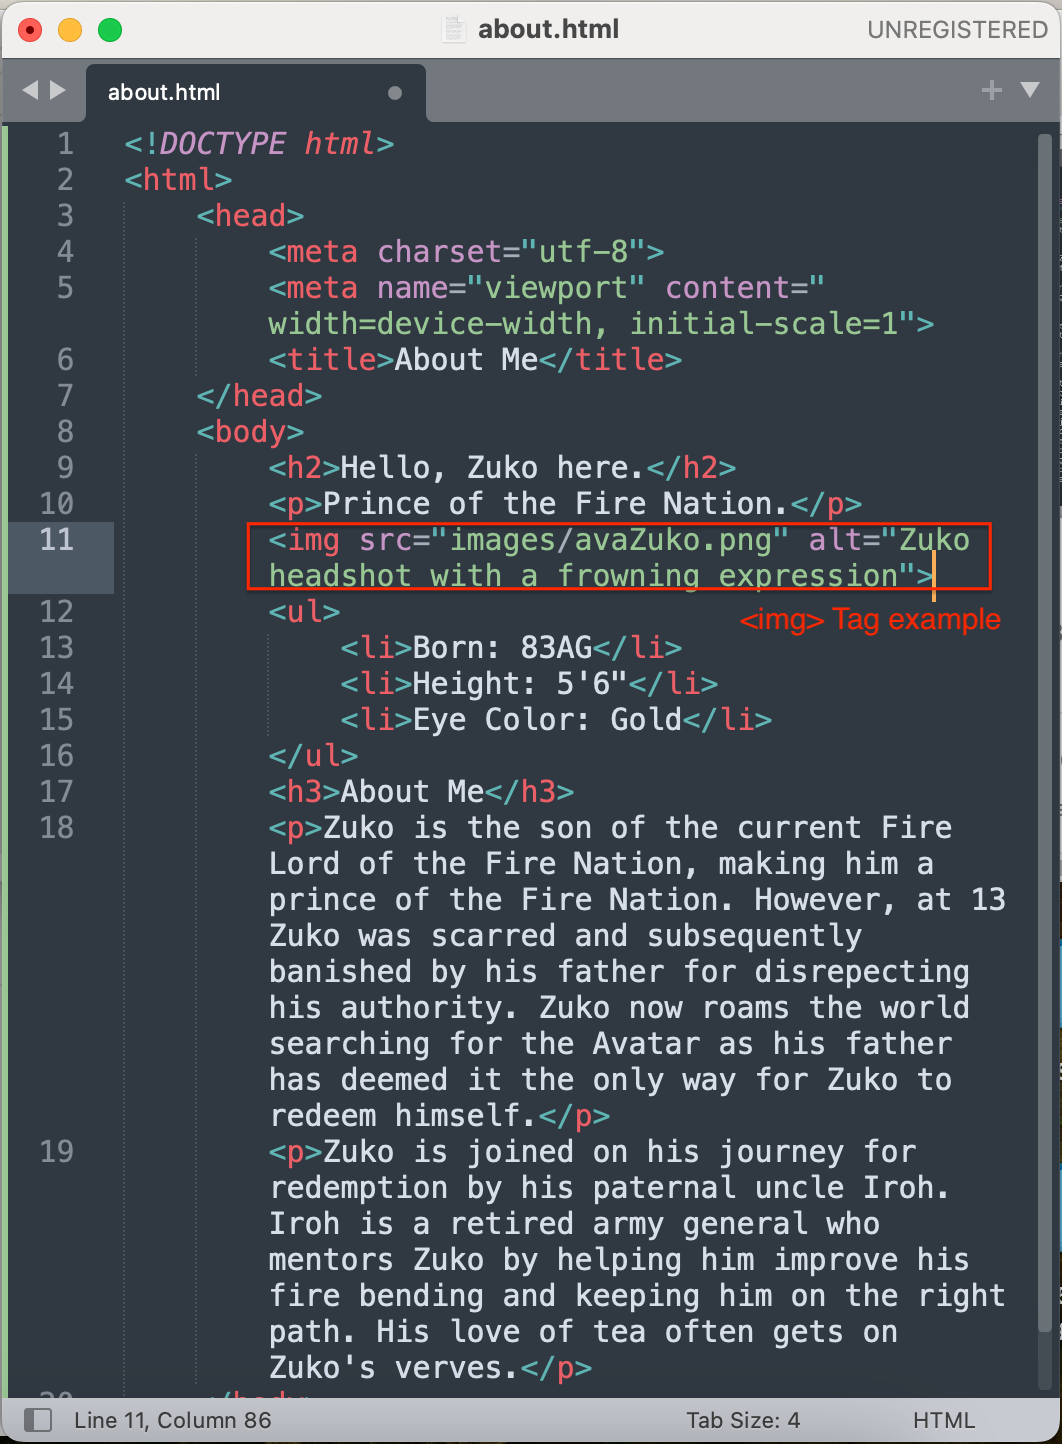 about.html
UNREGISTERED
about.html
1 <!DOCTYPE html>
2 <html>
3 <head>
4 <meta charset="utf-8">
5 <meta name="viewport" content="
width=device-width, initial-scale=1">
6 <title>About Me</title>
7 </head>
8 <body>
9 <h2>Hello, Zuko here.</h2>
10 <p>Prince of the Fire Nation.</p>
11 <img src="images/avaZuko.png" alt="Zuko
headshot with a frowning expression">
12 <ul>
<img> Tag example
13 <li>Born: 83AG</li>
14 <li>Height: 5'6"</li>
15 <li>Eye Color: Gold</li>
16 </ul>
17 <h3>About Me</h3>
18 <p>Zuko is the son of the current Fire
Lord of the Fire Nation, making him a
prince of the Fire Nation. However, at 13
Zuko was scarred and subsequently
banished by his father for disrepecting
his authority. Zuko now roams the world
searching for the Avatar as his father
has deemed it the only way for Zuko to
redeem himself.</p>
19 <p>Zuko is joined on his journey for
redemption by his paternal uncle Iroh.
Iroh is a retired army general who
mentors Zuko by helping him improve his
fire bending and keeping him on the right
path. His love of tea often gets on
Zuko's verves.</p>
Line 11, Column 86
Tab Size: 4
HTML